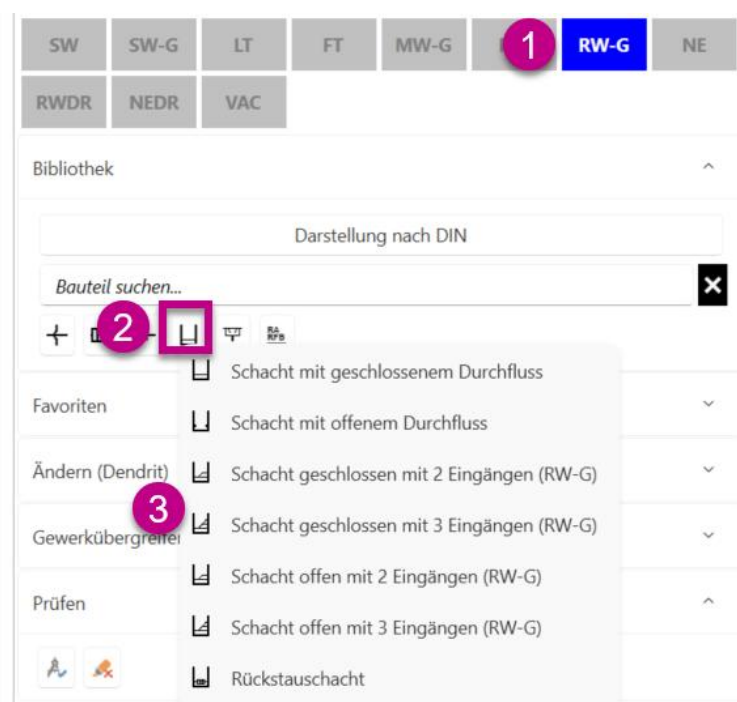 SW SW-G LT FT MW-G 1 RW-G NE
RWDR NEDR VAC
Bibliothek
Darstellung nach DIN
Bauteil suchen...
2
RA
RFB
Schacht mit geschlossenem Durchfluss
Favoriten
Schacht mit offenem Durchfluss
Ändern (Dendrit)
Schacht geschlossen mit 2 Eingängen (RW-G)
3
Schacht geschlossen mit 3 Eingängen (RW-G)
Schacht offen mit 2 Eingängen (RW-G)
Prüfen
Schacht offen mit 3 Eingängen (RW-G)
Rückstauschacht